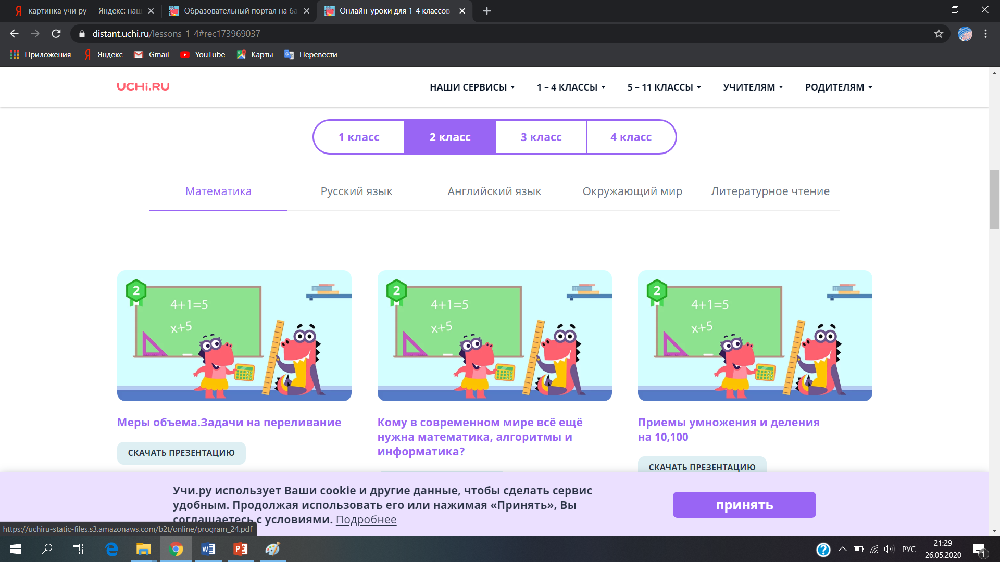 картинка учи ру — Яндекс: наш
Образовательный портал на ба
Онлайн-уроки для 1-4 классов -
distant.uchi.ru/lessons-1-4#rec173969037
Приложения
Яндекс
Gmail
YouTube
Карты
Перевести
UCHi.RU
НАШИ СЕРВИСЫ
1 – 4 КЛАССЫ
5 – 11 КЛАССЫ
УЧИТЕЛЯМ
РОДИТЕЛЯМ
1 класс
2 класс
3 класс
4 класс
Математика
Русский язык
Английский язык
Окружающий мир
Литературное чтение
2
4+1=5
x+5
2
4+1=5
x+5
2
4+1=5
x+5
Меры объема.Задачи на переливание
СКАЧАТЬ ПРЕЗЕНТАЦИЮ
Кому в современном мире всё ещё
нужна математика, алгоритмы и
информатика?
Приемы умножения и деления
на 10,100
СКАЧАТЬ ПРЕЗЕНТАЦИЮ
Учи.ру использует Ваши cookie и другие данные, чтобы сделать сервис
удобным. Продолжая использовать его или нажимая «Принять», Вы
соглашаетесь с условиями. Подробнее
принять
https://uchiru-static-files.s3.amazonaws.com/b2t/online/program_24.pdf
РУС
21:29
26.05.2020
1